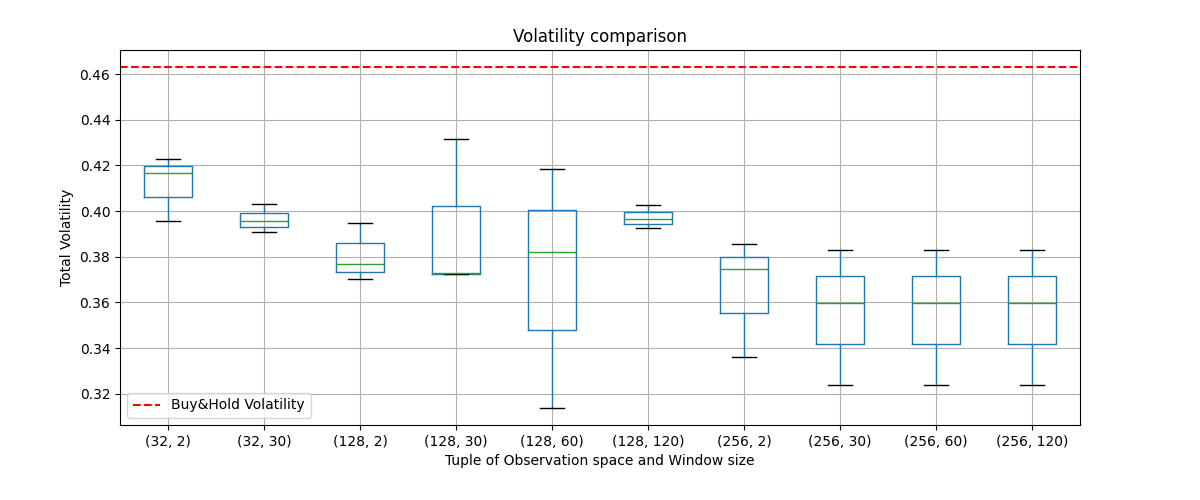 Volatility comparison
0.46
0.44
0.42
0.40
0.38
0.36
0.34
0.32
Total Volatility
Buy&Hold Volatility
(32, 2) (32, 30) (128, 2) (128, 30) (128, 60) (128, 120) (256, 2) (256, 30) (256, 60) (256, 120)
Tuple of Observation space and Window size